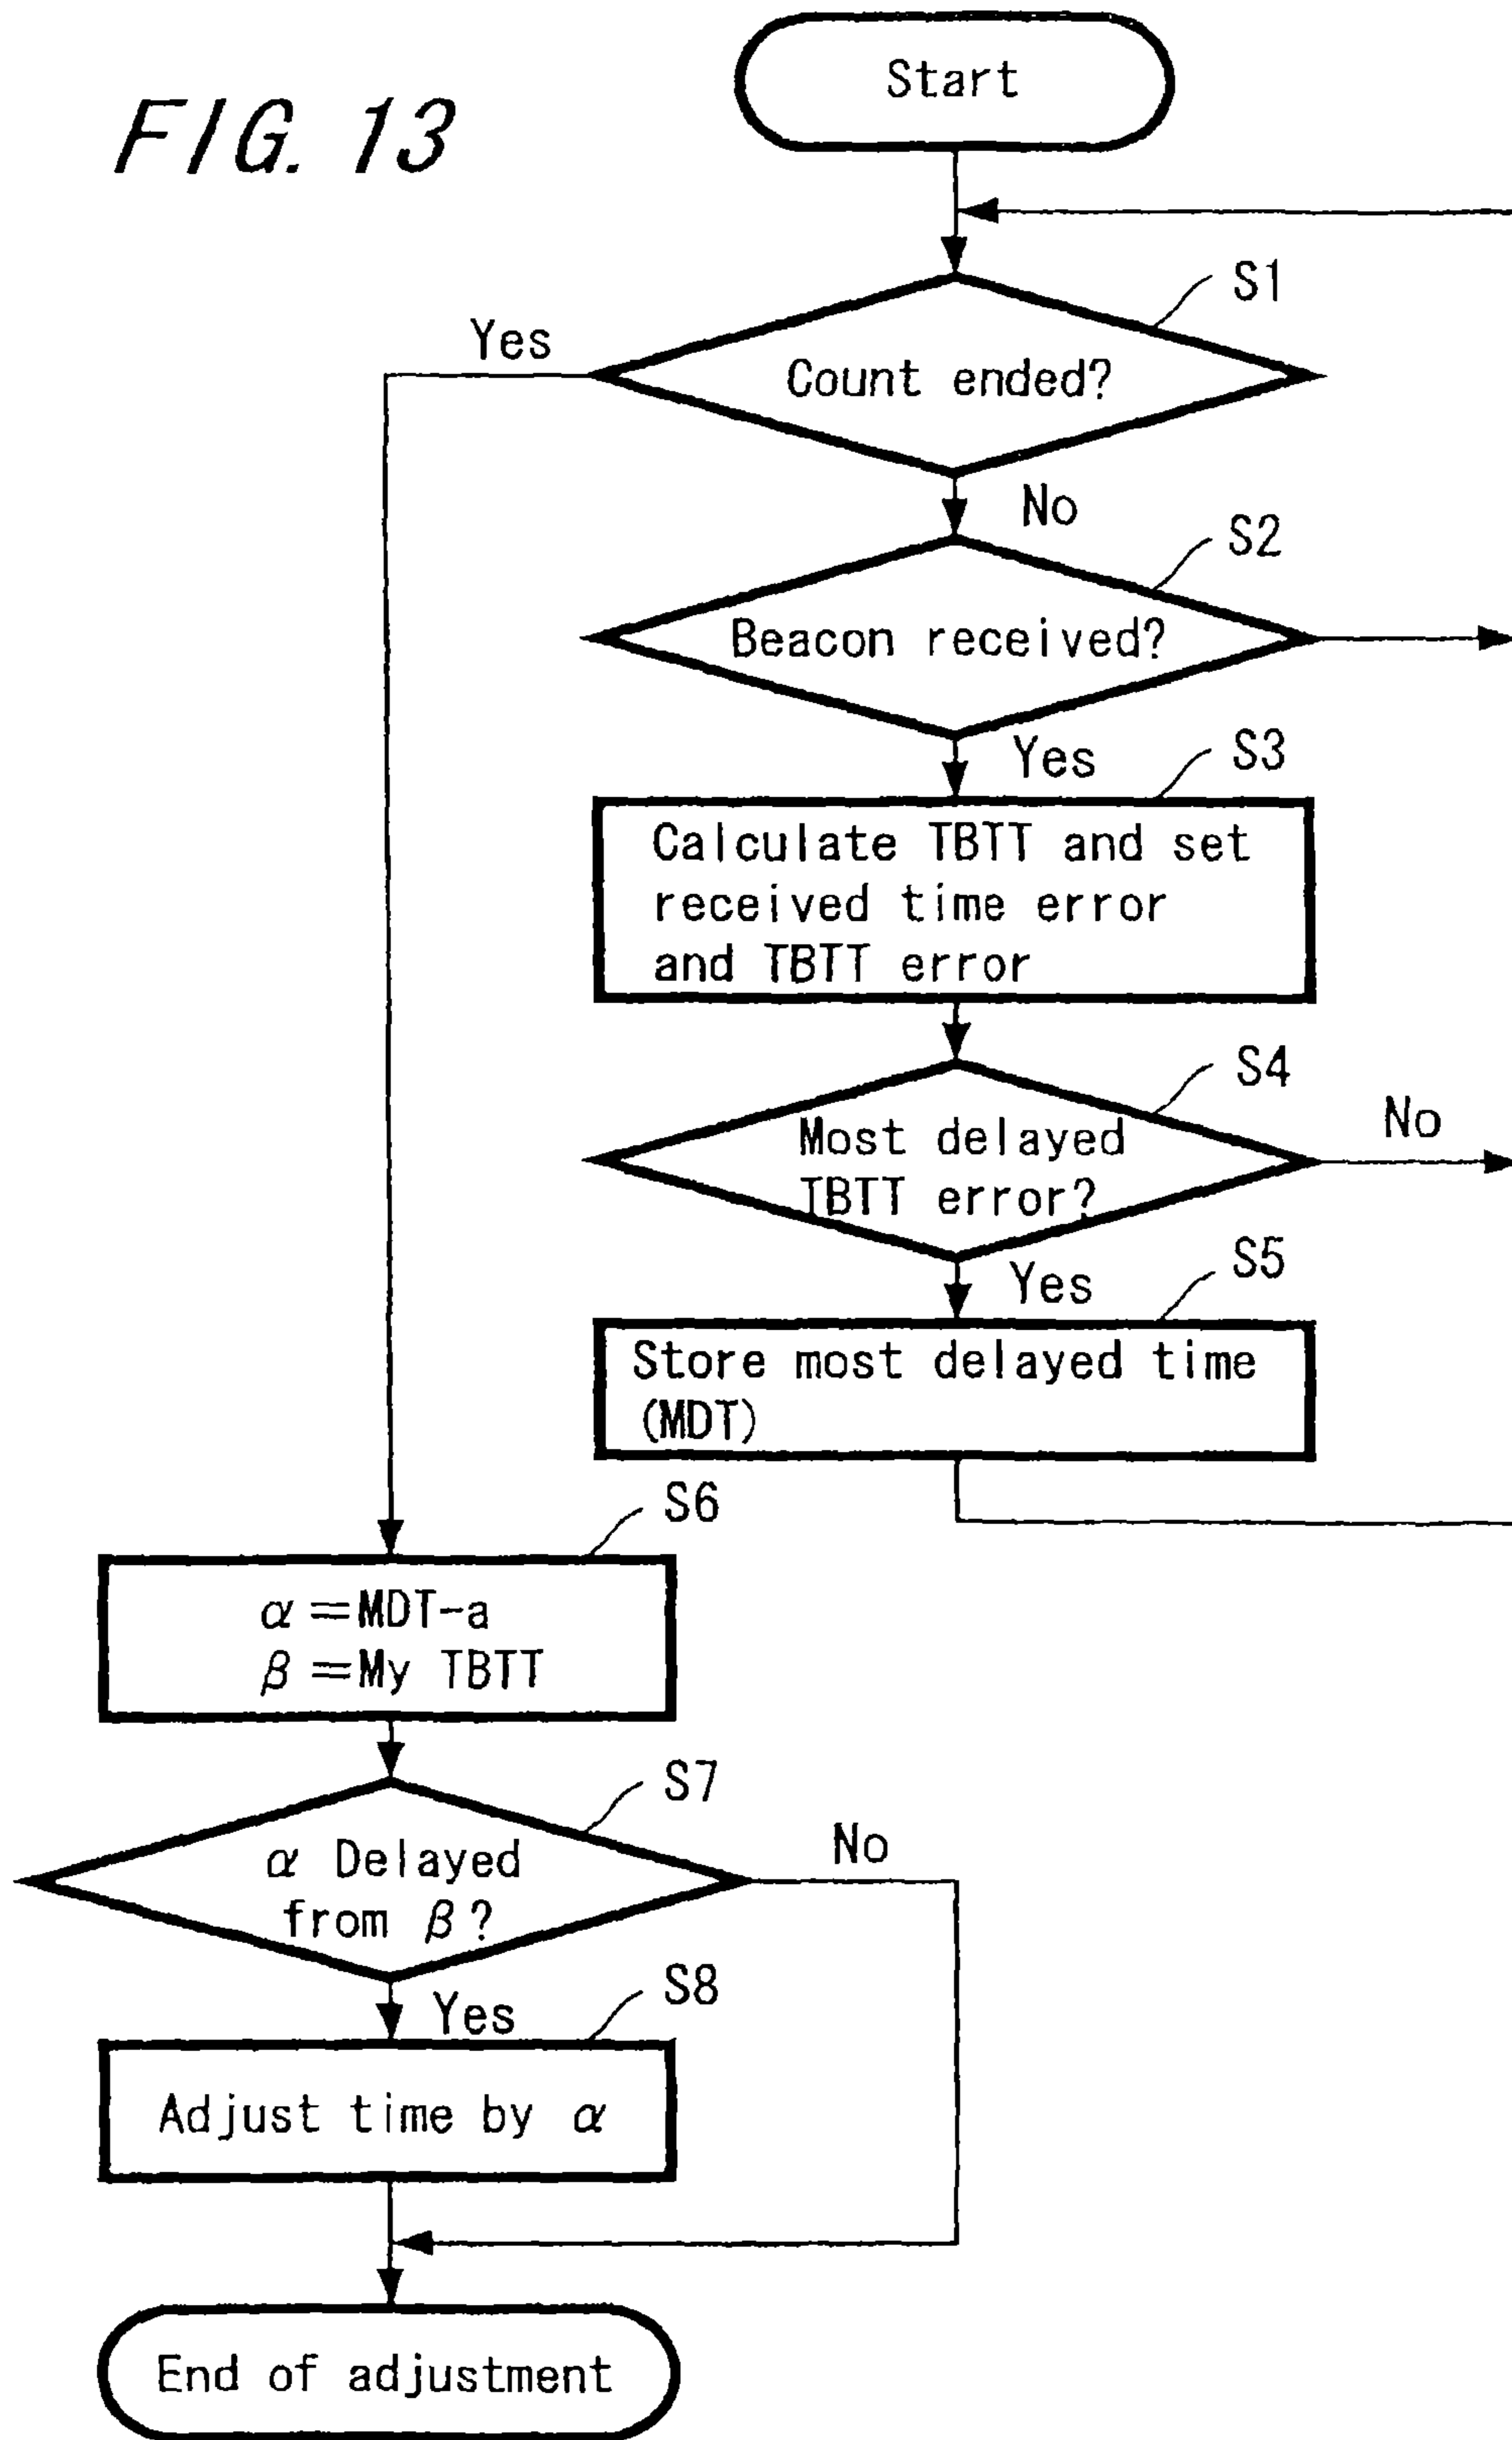 FIG. 13
Start
S1
Yes
Count ended?
No
S2
Beacon received?
Yes
S3
Calculate TBTT and set
received time error
and TBTT error
S4
Most delayed
TBTT error?
No
Yes
S5
Store most delayed time
(MDT)
S6
α=MDT-a
β=My TBTT
S7
α Delayed
from β?
No
Yes
S8
Adjust time by α
End of adjustment